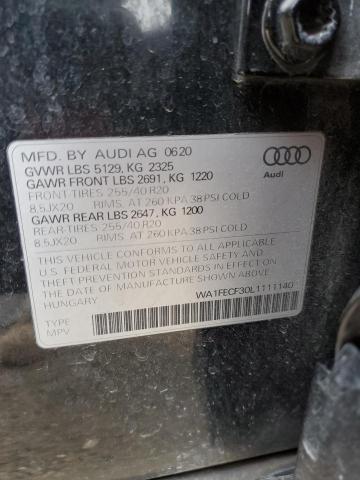 MFD. BY AUDI AG 0620
GVWR LBS 5129, KG 2325
GAWR FRONT LBS 2691, KG 1220
FRONT-TIRES 255/40 R20
8.5JX20 RIMS, AT 260 KPA 38 PSI COLD
GAWR REAR LBS 2647, KG 1200
REAR-TIRES 255/40 R20
8.5JX20 RIMS, AT 260 KPA 38 PSI COLD
Audi
THIS VEHICLE CONFORMS TO ALL APPLICABLE
U.S. FEDERAL MOTOR VEHICLE SAFETY AND
THEFT PREVENTION STANDARDS IN EFFECT ON THE
DATE OF MANUFACTURE SHOWN ABOVE.
HUNGARY
WA1FECF30L1111140
TYPE
MPV